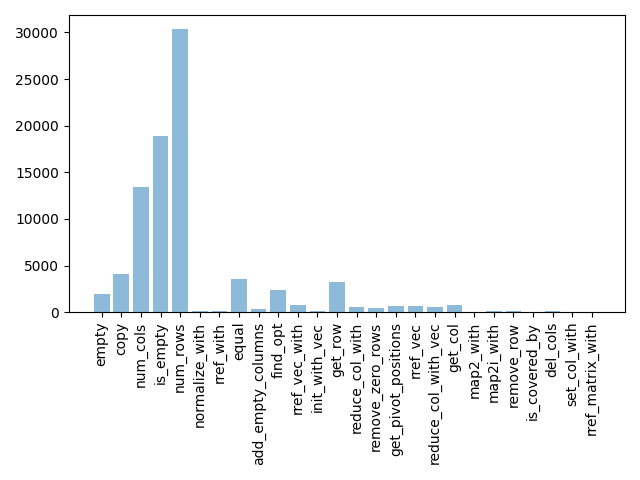 30000
25000
20000
15000
10000
5000
0
empty
copy
num_cols
is_empty
num_rows
normalize_with
rref_with
equal
add_empty_columns
find_opt
rref_vec_with
init_with_vec
get_row
reduce_col_with
remove_zero_rows
get_pivot_positions
rref_vec
reduce_col_with_vec
get_col
map2_with
map2i_with
remove_row
is_covered_by
del_cols
set_col_with
rref_matrix_with